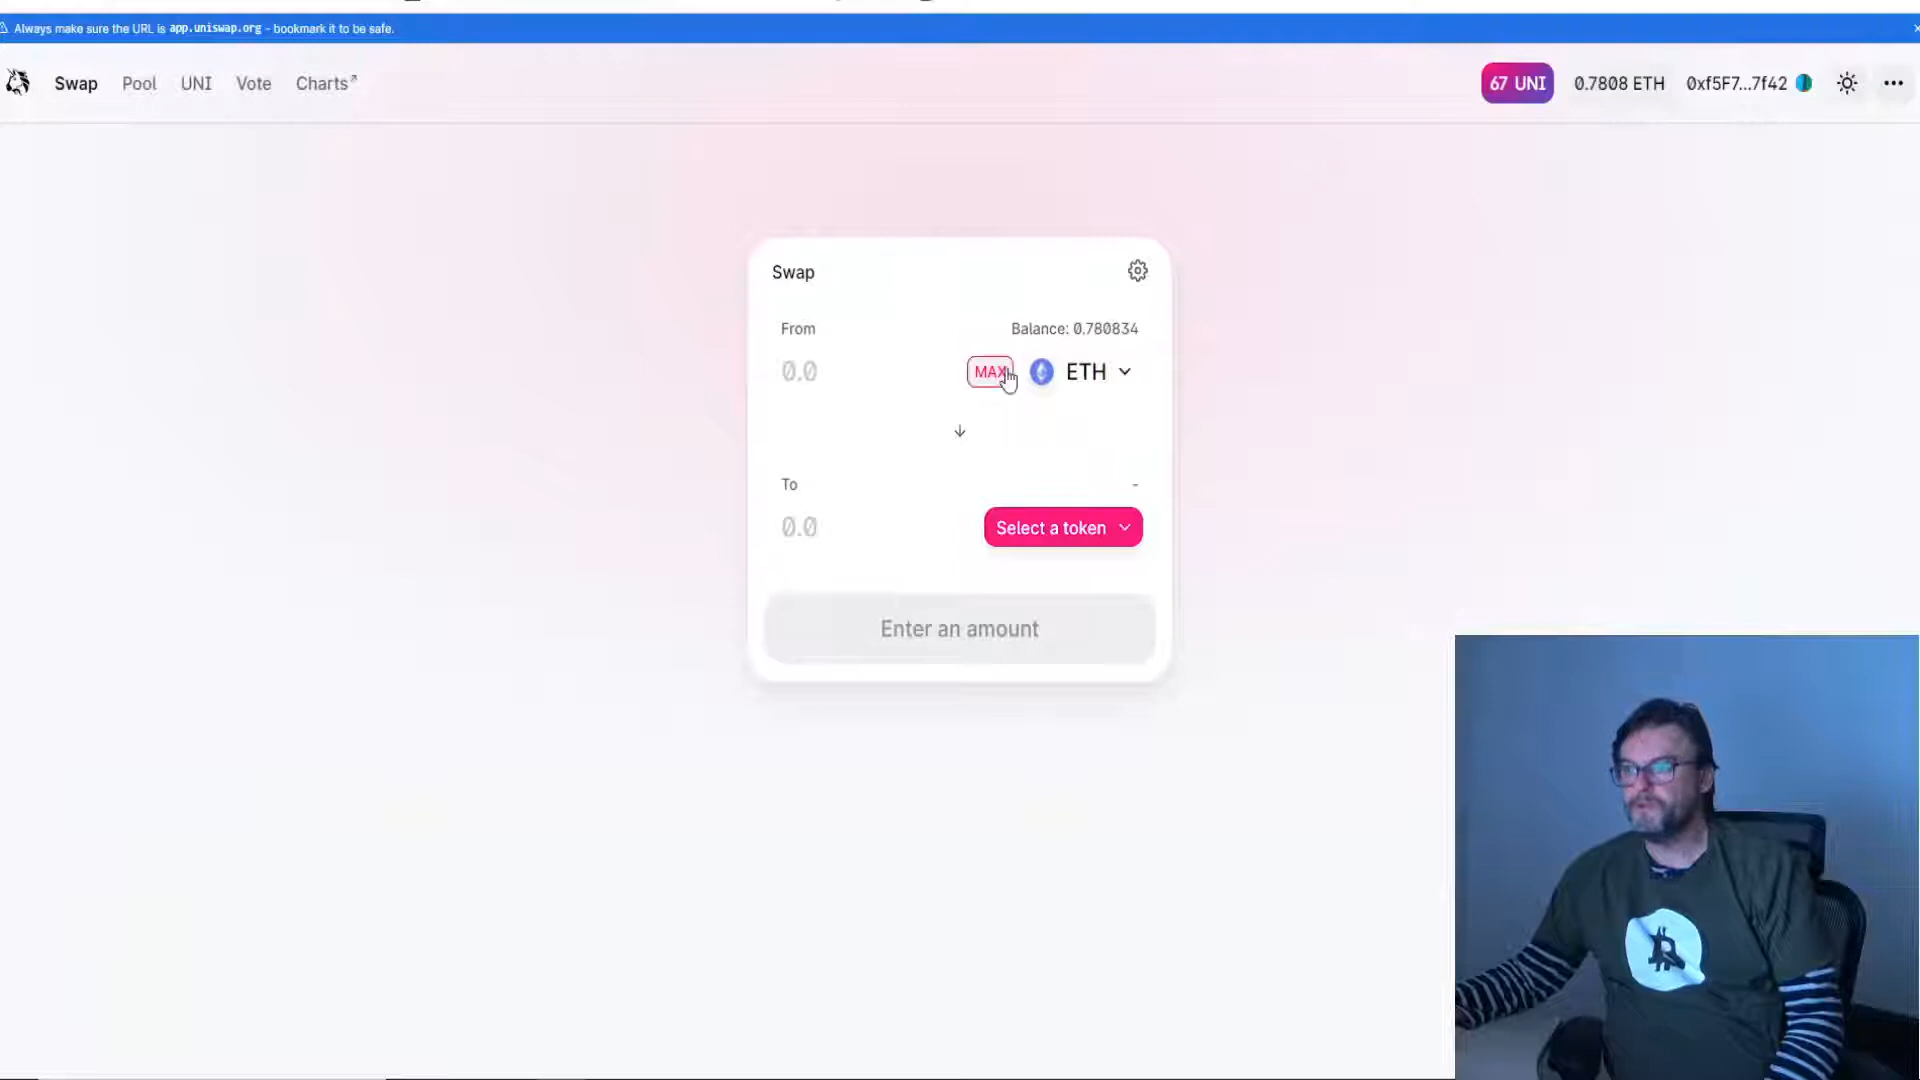 Always make sure the URL is app.uniswap.org - bookmark it to be safe.
Swap Pool UNI Vote Charts↗ 67 UNI 0.7808 ETH 0xf5F7...7f42
Swap
From Balance: 0.780834
0.0 MAX ETH
To -
0.0 Select a token
Enter an amount